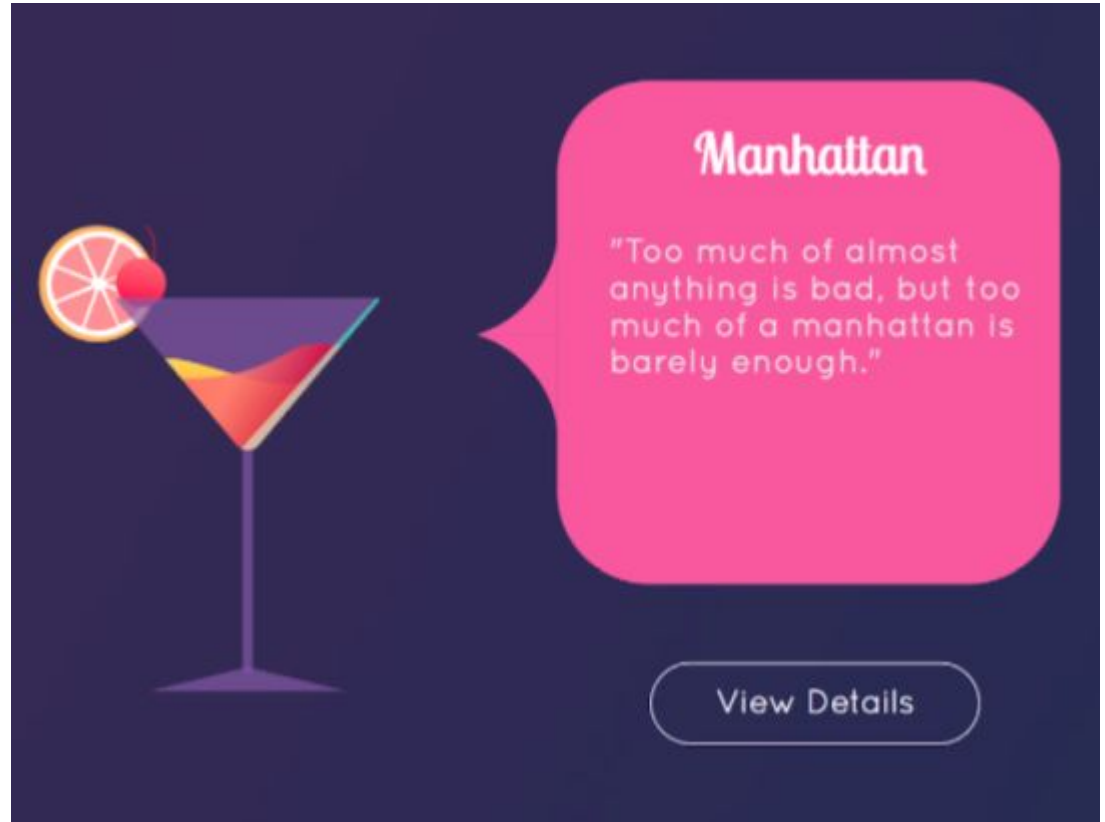 Manhattan
"Too much of almost
anything is bad, but too
much of a manhattan is
barely enough."
View Details